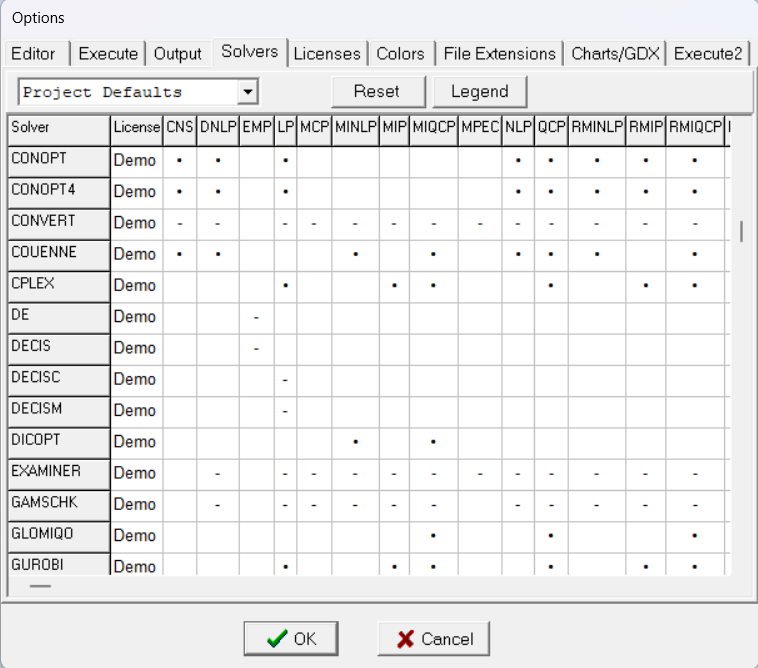 Options
Editor Execute Output Solvers Licenses Colors File Extensions Charts/GDX Execute2
Project Defaults Reset Legend
Solver License CNS DNLP EMP LP MCP MINLP MIP MIQCP MPEC NLP QCP RMINLP RMIP RMIQCP
CONOPT Demo • • • • • • • •
CONOPT4 Demo • • • • • • • •
CONVERT Demo - - - - - - - - - - - - -
COUENNE Demo • • • • • • • •
CPLEX Demo • • • • • •
DE Demo -
DECIS Demo -
DECISC Demo -
DECISM Demo -
DICOPT Demo • •
EXAMINER Demo - - - - - - - - - - - -
GAMSCHK Demo - - - - - - - - - - -
GLOMIQO Demo • • •
GUROBI Demo • • • • • •
OK Cancel